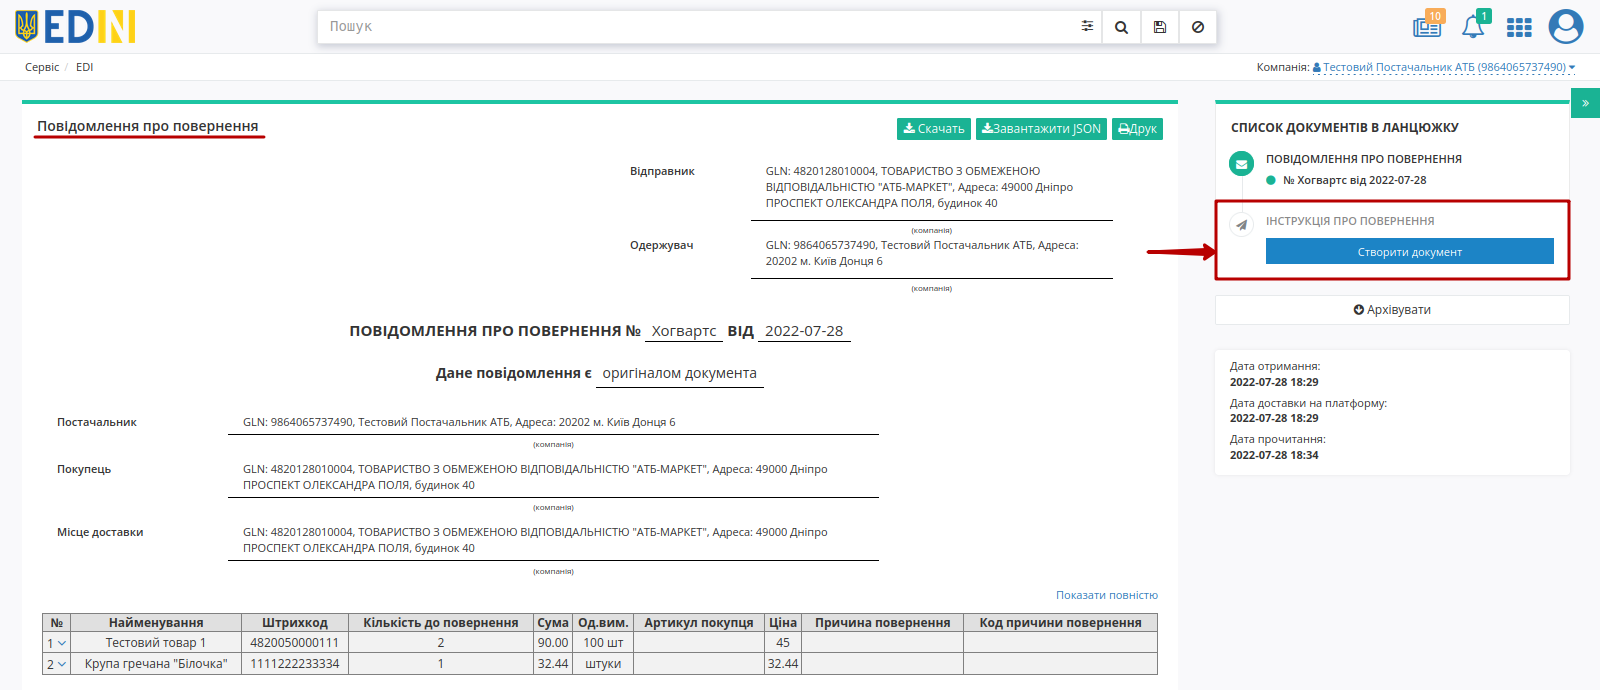 EDIN
Пошук
10
1
Сервіс / EDI
Компанія: Тестовий Постачальник АТБ (9864065737490)
Повідомлення про повернення
Скачать
Завантажити JSON
Друк
Відправник
GLN: 4820128010004, ТОВАРИСТВО З ОБМЕЖЕНОЮ
ВІДПОВІДАЛЬНІСТЮ "АТБ-МАРКЕТ", Адреса: 49000 Дніпро
ПРОСПЕКТ ОЛЕКСАНДРА ПОЛЯ, будинок 40
(компанія)
Одержувач
GLN: 9864065737490, Тестовий Постачальник АТБ, Адреса:
20202 м. Київ Донця 6
(компанія)
ПОВІДОМЛЕННЯ ПРО ПОВЕРНЕННЯ № Хогвартс ВІД 2022-07-28
Дане повідомлення є оригіналом документа
Постачальник
GLN: 9864065737490, Тестовий Постачальник АТБ, Адреса: 20202 м. Київ Донця 6
(компанія)
Покупець
GLN: 4820128010004, ТОВАРИСТВО З ОБМЕЖЕНОЮ ВІДПОВІДАЛЬНІСТЮ "АТБ-МАРКЕТ", Адреса: 49000 Дніпро
ПРОСПЕКТ ОЛЕКСАНДРА ПОЛЯ, будинок 40
(компанія)
Місце доставки
GLN: 4820128010004, ТОВАРИСТВО З ОБМЕЖЕНОЮ ВІДПОВІДАЛЬНІСТЮ "АТБ-МАРКЕТ", Адреса: 49000 Дніпро
ПРОСПЕКТ ОЛЕКСАНДРА ПОЛЯ, будинок 40
(компанія)
Показати повністю
№ Найменування Штрихкод Кількість до повернення Сума Од.вим. Артикул покупця Ціна Причина повернення Код причини повернення
1 Тестовий товар 1 4820050000111 2 90.00 100 шт 45
2 Крупа гречана "Білочка" 1111222233334 1 32.44 штуки 32.44
»
СПИСОК ДОКУМЕНТІВ В ЛАНЦЮЖКУ
ПОВІДОМЛЕННЯ ПРО ПОВЕРНЕННЯ
№ Хогвартс від 2022-07-28
ІНСТРУКЦІЯ ПРО ПОВЕРНЕННЯ
Створити документ
Архівувати
Дата отримання:
2022-07-28 18:29
Дата доставки на платформу:
2022-07-28 18:29
Дата прочитання:
2022-07-28 18:34